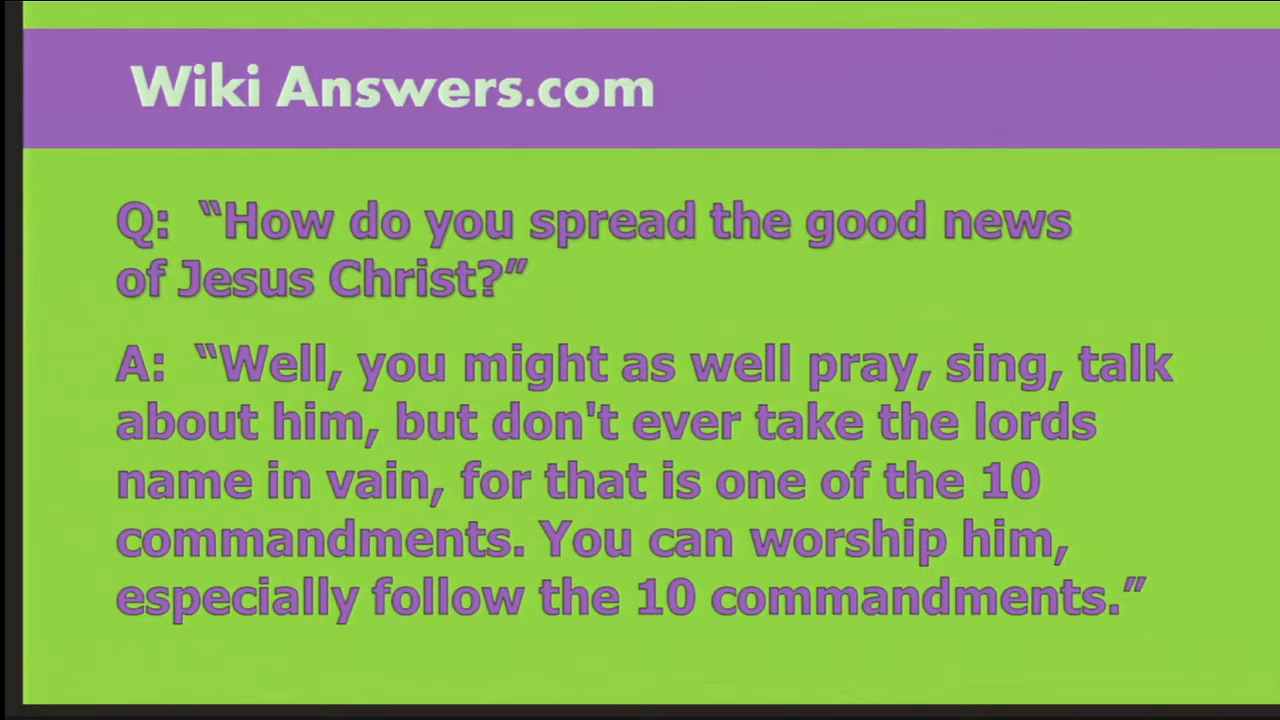 Wiki Answers.com
Q:  “How do you spread the good news
of Jesus Christ?”
A:  “Well, you might as well pray, sing, talk
about him, but don't ever take the lords
name in vain, for that is one of the 10
commandments. You can worship him,
especially follow the 10 commandments.”